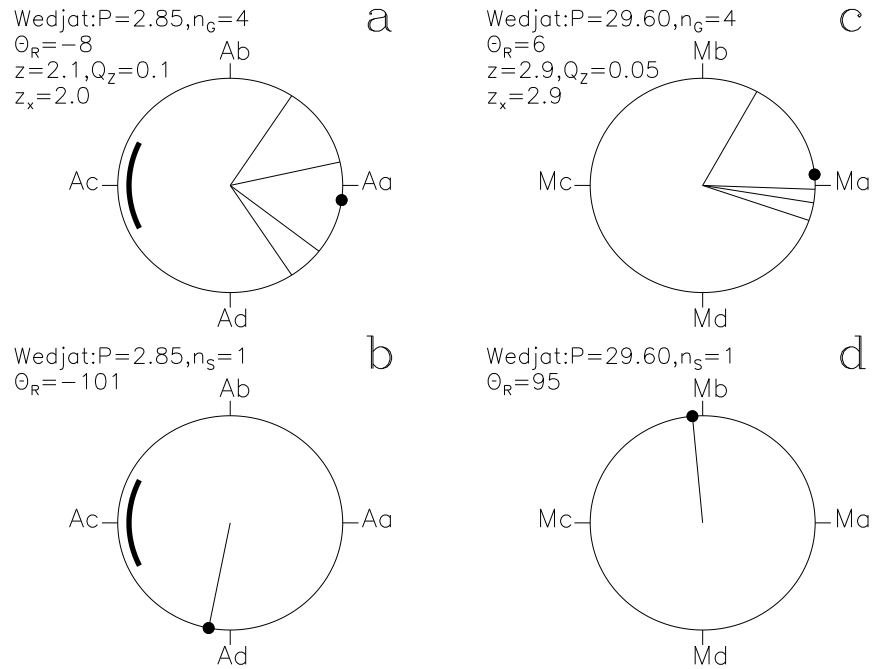 Wedjat:P=2.85,n_G=4
a
Θ_R=−8
z=2.1,Q_Z=0.1
z_x=2.0
Ab
Ac
Aa
Ad
Wedjat:P=29.60,n_G=4
c
Θ_R=6
z=2.9,Q_Z=0.05
z_x=2.9
Mb
Mc
Ma
Md
Wedjat:P=2.85,n_S=1
b
Θ_R=−101
Ab
Ac
Aa
Ad
Wedjat:P=29.60,n_S=1
d
Θ_R=95
Mb
Mc
Ma
Md